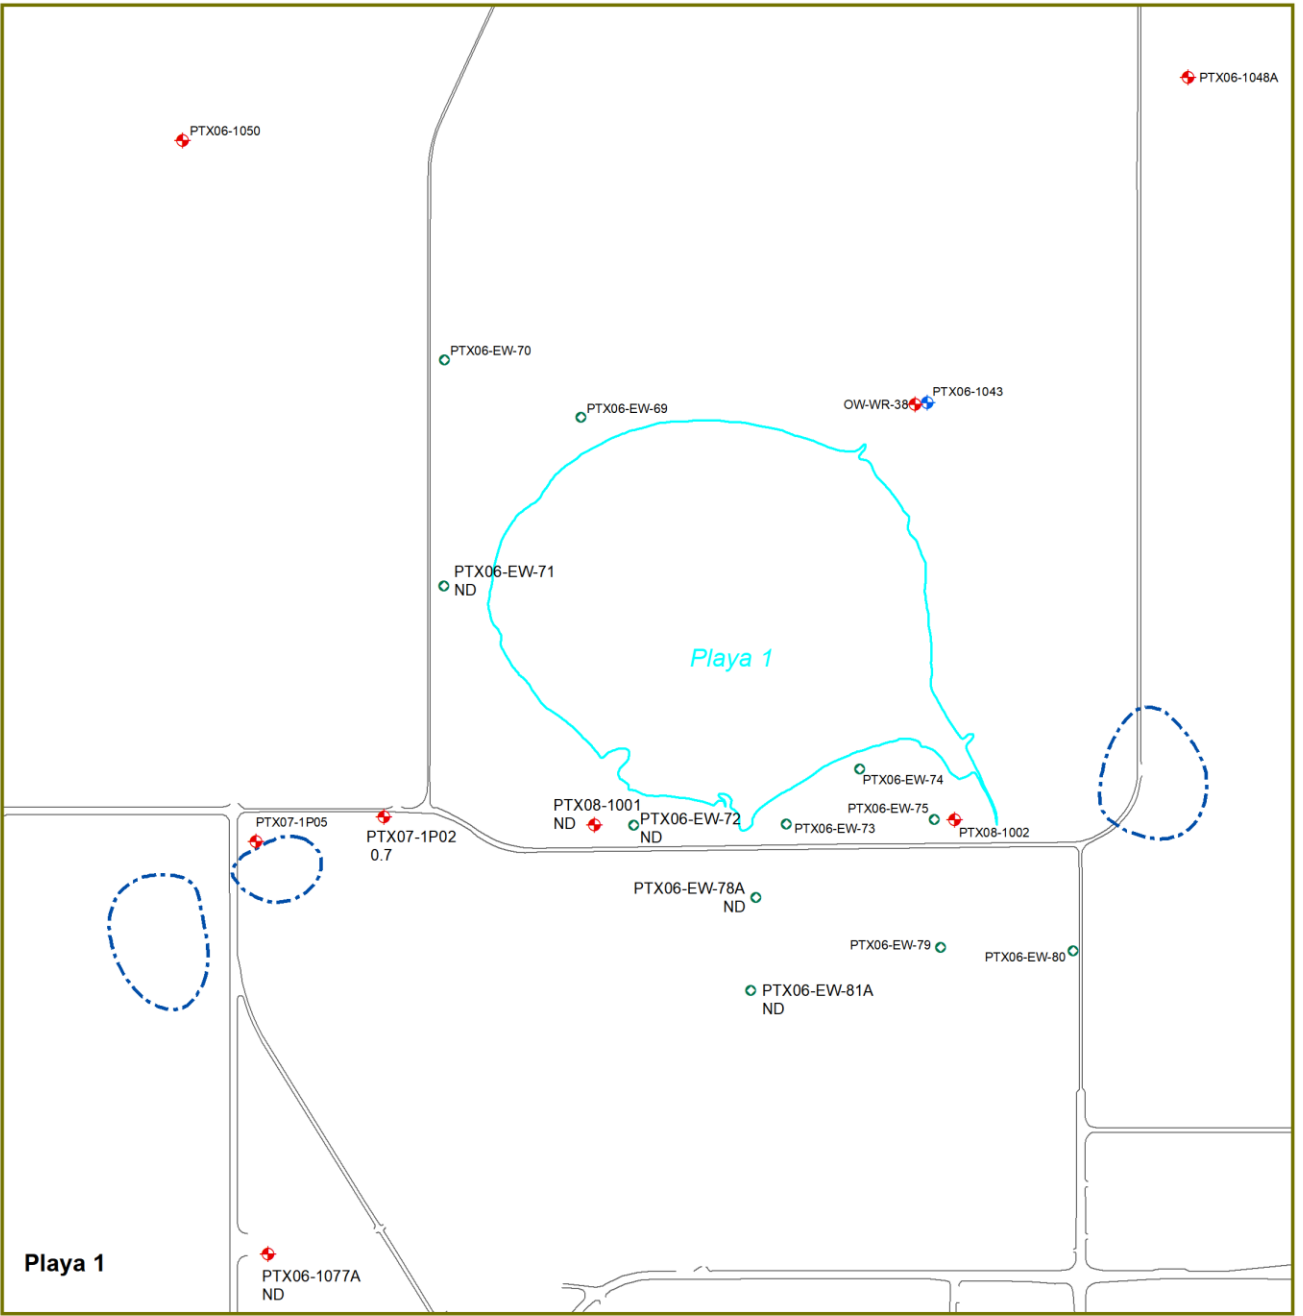 PTX06-1048A
PTX06-1050
PTX06-EW-70
PTX06-1043
OW-WR-38
PTX06-EW-69
PTX06-EW-71
ND
Playa 1
PTX06-EW-74
PTX08-1001
ND
PTX06-EW-72
ND
PTX06-EW-75
PTX06-EW-73
PTX08-1002
PTX07-1P05
PTX07-1P02
0.7
PTX06-EW-78A
ND
PTX06-EW-79
PTX06-EW-80
PTX06-EW-81A
ND
Playa 1
PTX06-1077A
ND